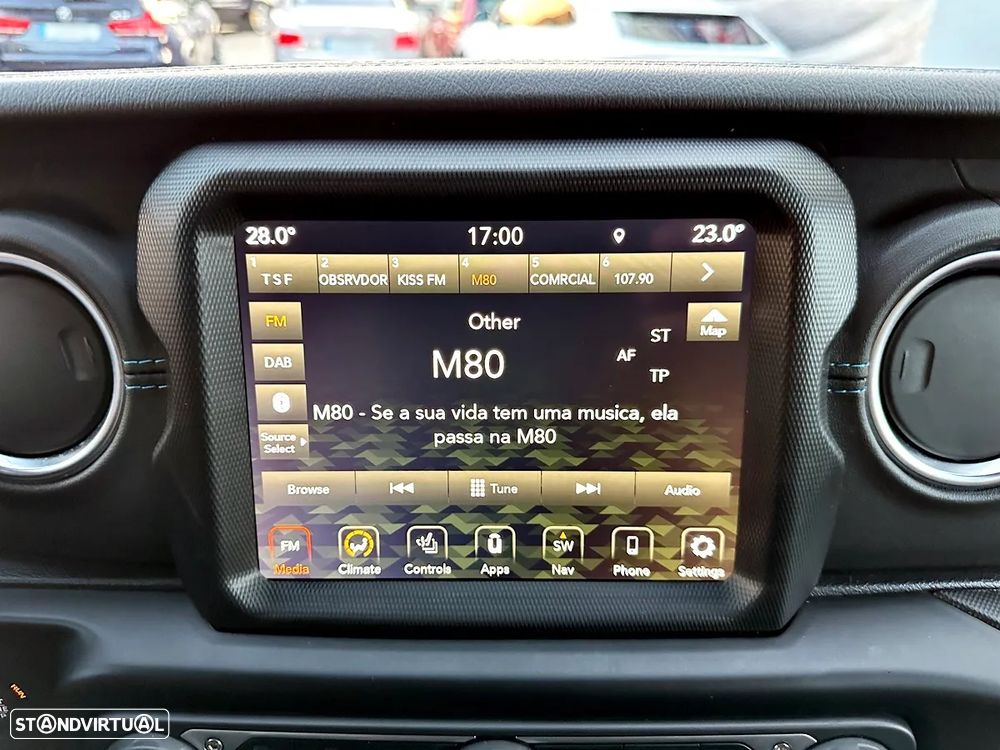 28.0° 17:00 23.0°
1 2 3 4 5 6
TSF OBSRVDOR KISS FM M80 COMRCIAL 107.90
FM Other Map
ST
DAB M80 AF
TP
M80 - Se a sua vida tem uma musica, ela
passa na M80
Source
Select
Browse Tune Audio
FM SW
Media Climate Controls Apps Nav Phone Settings
STANDVIRTUAL